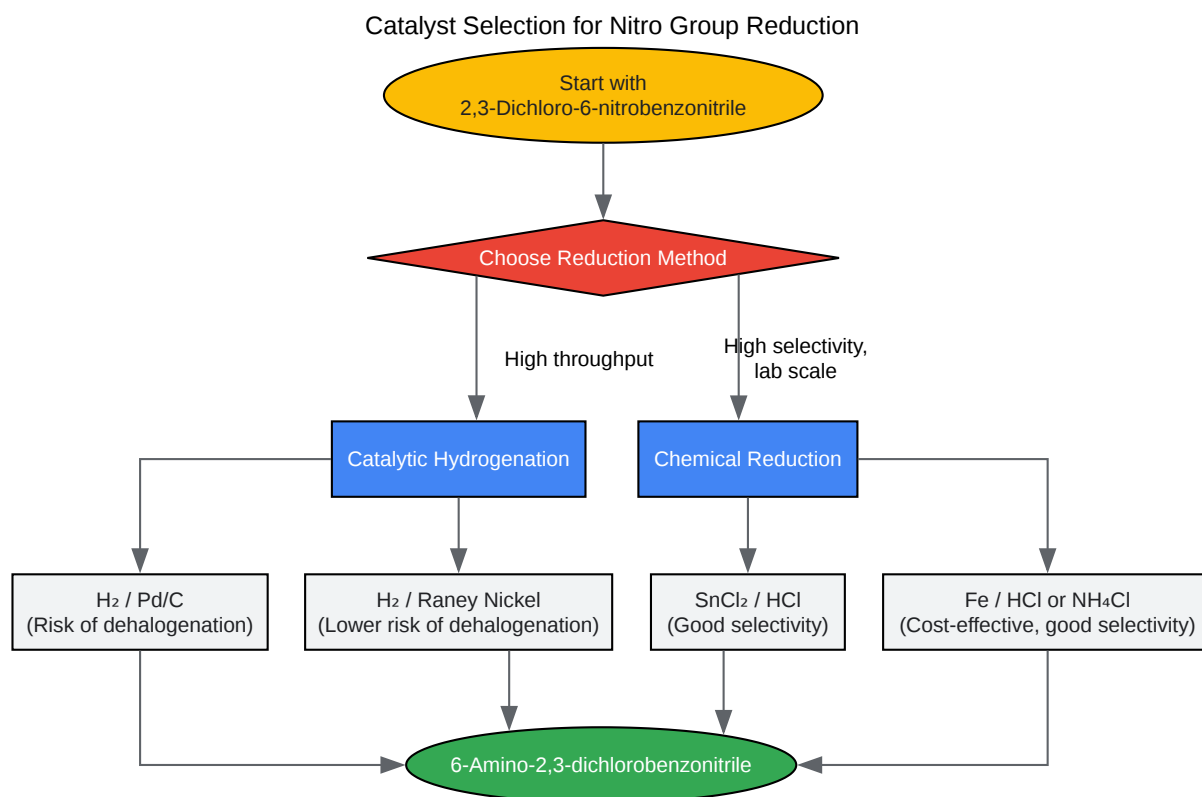 Catalyst Selection for Nitro Group Reduction
Start with
2,3-Dichloro-6-nitrobenzonitrile
Choose Reduction Method
High throughput
High selectivity,
lab scale
Catalytic Hydrogenation
Chemical Reduction
H₂ / Pd/C
(Risk of dehalogenation)
H₂ / Raney Nickel
(Lower risk of dehalogenation)
SnCl₂ / HCl
(Good selectivity)
Fe / HCl or NH₄Cl
(Cost-effective, good selectivity)
6-Amino-2,3-dichlorobenzonitrile